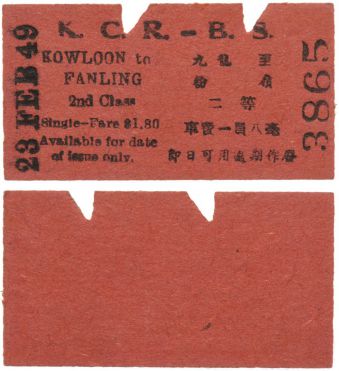 K. C. R. - B. S.
23 FEB 49
KOWLOON to
FANLING
2nd Class
Single-Fare $1.80
Available for date
of issue only.
九龍至
粉嶺
二等
車費一員八毫
即日可用過期作廢
3865